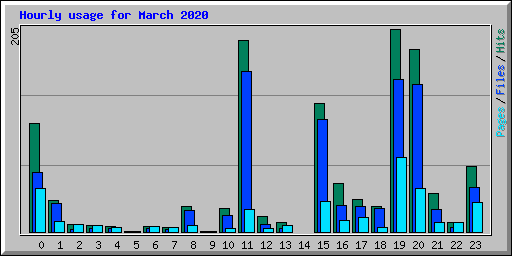 Hourly usage for March 2020
205
Pages/Files/Hits
0 1 2 3 4 5 6 7 8 9 10 11 12 13 14 15 16 17 18 19 20 21 22 23